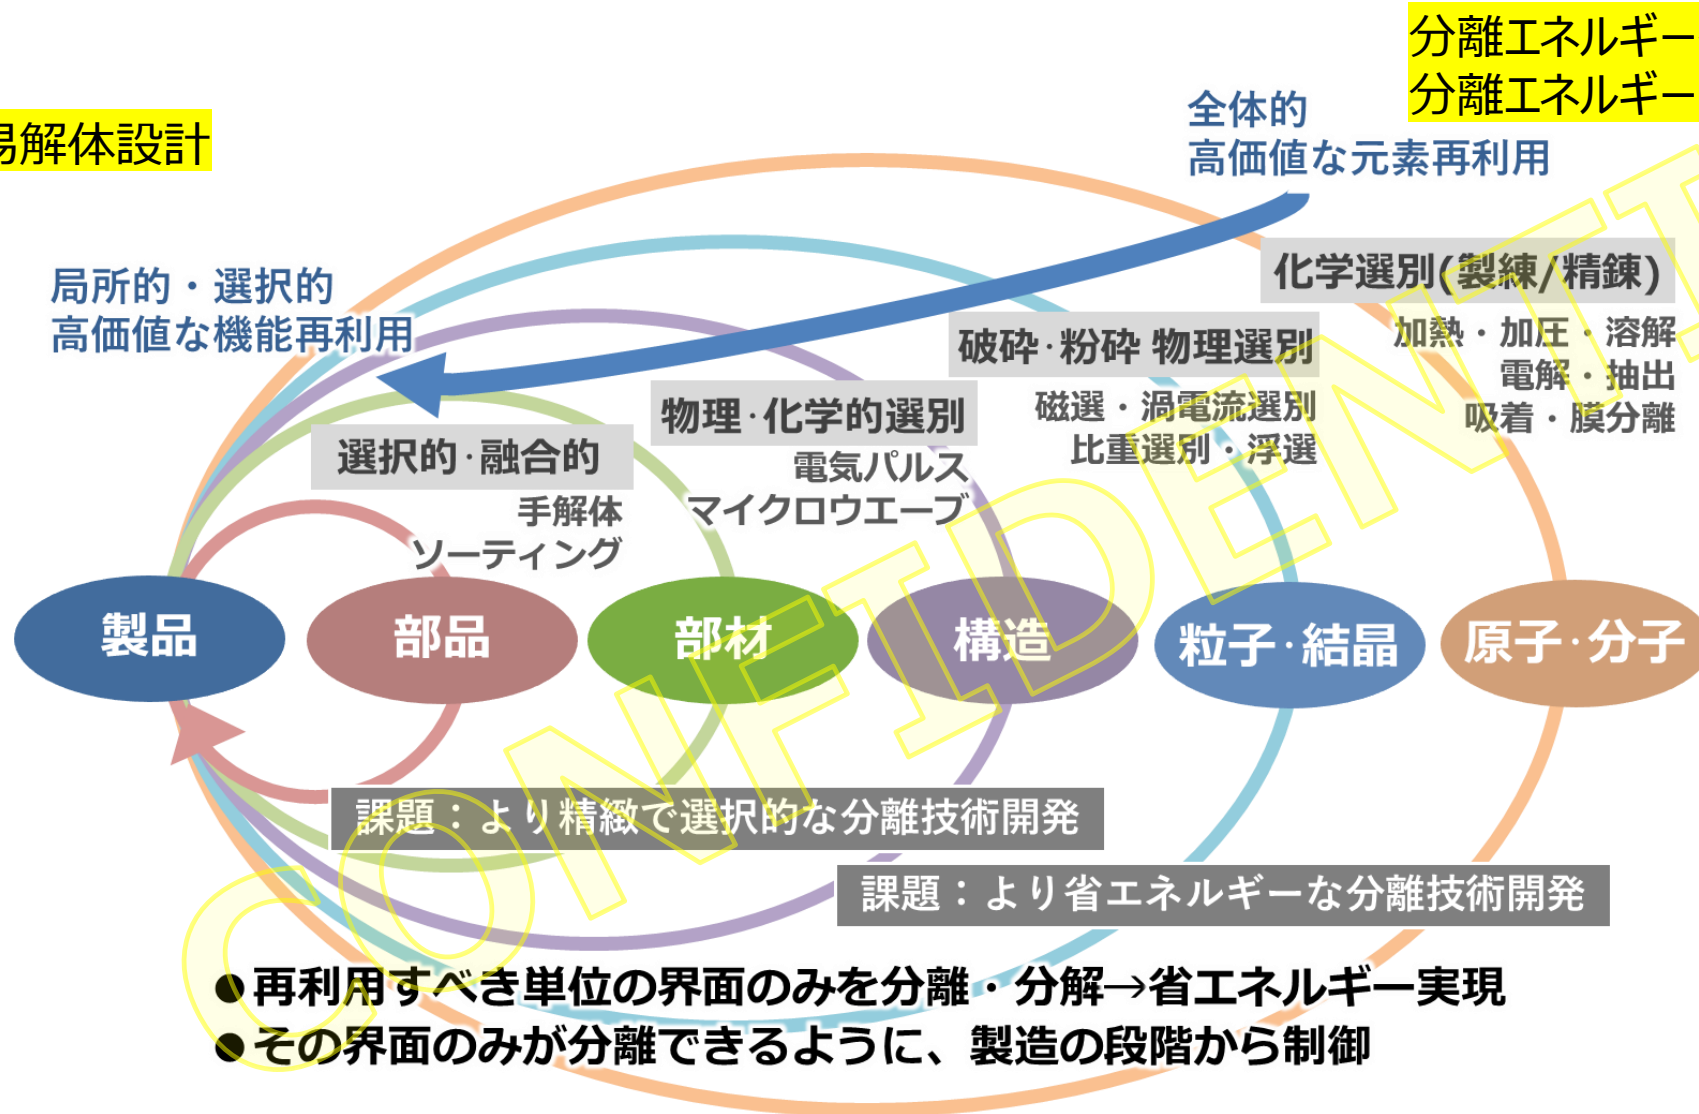 分離エネルギー
分離エネルギー
易解体設計
全体的
高価値な元素再利用
局所的・選択的
高価値な機能再利用
化学選別(製練/精錬)
加熱・加圧・溶解
電解・抽出
吸着・膜分離
破砕·粉砕 物理選別
磁選・渦電流選別
比重選別・浮選
物理·化学的選別
電気パルス
マイクロウエーブ
選択的·融合的
手解体
ソーティング
製品
部品
部材
構造
粒子·結晶
原子·分子
課題：より精緻で選択的な分離技術開発
課題：より省エネルギーな分離技術開発
●再利用すべき単位の界面のみを分離・分解→省エネルギー実現
●その界面のみが分離できるように、製造の段階から制御
CONFIDENTI